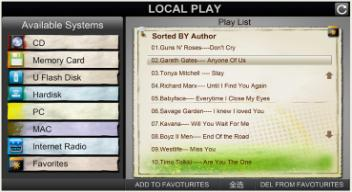 LOCAL PLAY
Available Systems
CD
Memory Card
U Flash Disk
Hardisk
PC
MAC
Internet Radio
Favorites
Play List
Sorted BY Author
01.Guns N' Roses----Don't Cry
02.Gareth Gates---- Anyone Of Us
03.Tonya Mitchell ---- Stay
04.Richard Marx---- Until I Find You Again
05.Babyface---- Everytime I Close My Eyes
06.Savage Garden---- I knew I loved You
07.Kavana---- Will You Wait For Me
08.Boyz II Men---- End Of the Road
09.Westlife--- Miss You
10.Time Tolkki---- Are You The One
ADD TO FAVOTURITES 全选 DEL FROM FAVOTURITES